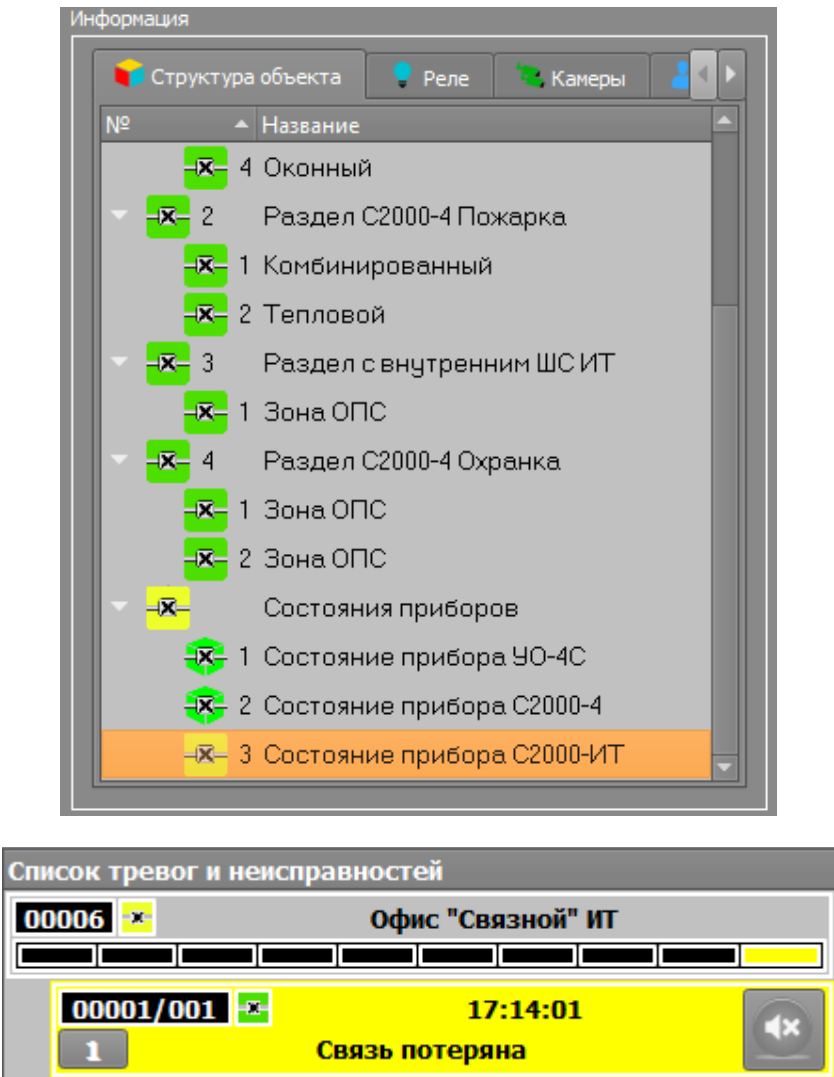 Информация
Структура объекта Реле Камеры
№ Название
4 Оконный
2 Раздел С2000-4 Пожарка
1 Комбинированный
2 Тепловой
3 Раздел с внутренним ШС ИТ
1 Зона ОПС
4 Раздел С2000-4 Охранка
1 Зона ОПС
2 Зона ОПС
Состояния приборов
1 Состояние прибора УО-4С
2 Состояние прибора С2000-4
3 Состояние прибора С2000-ИТ
Список тревог и неисправностей
00006 Офис "Связной" ИТ
00001/001 17:14:01
1 Связь потеряна